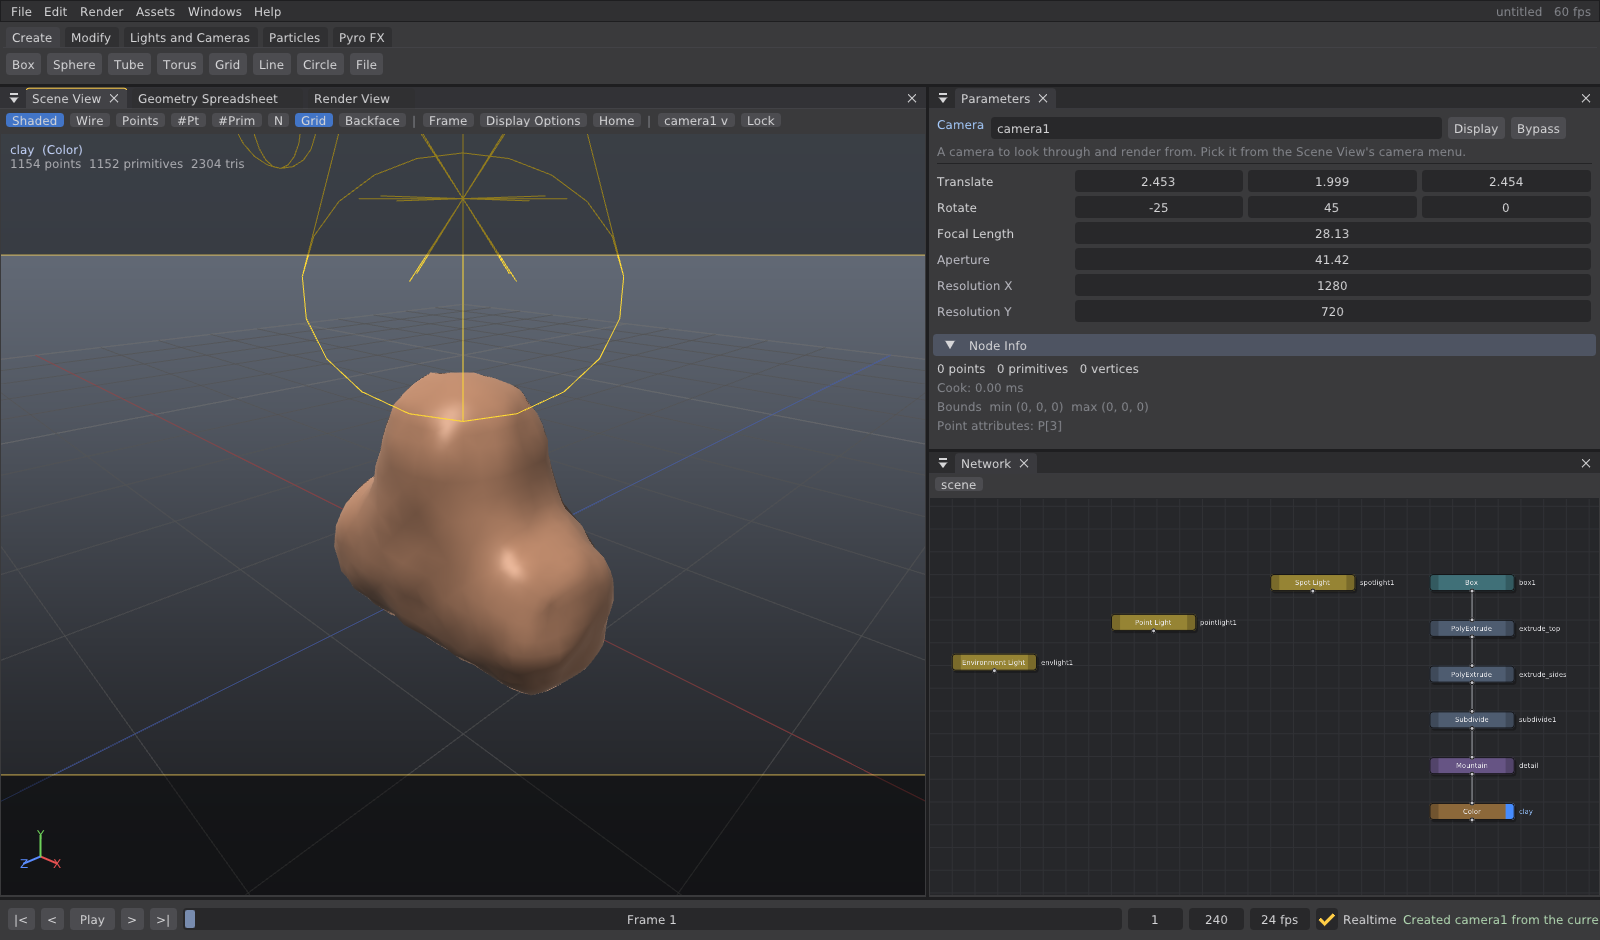 File Edit Render Assets Windows Help untitled 60 fps
Create Modify Lights and Cameras Particles Pyro FX
Box Sphere Tube Torus Grid Line Circle File
Scene View Geometry Spreadsheet Render View
Shaded Wire Points #Pt #Prim N Grid Backface | Frame Display Options Home | camera1 v Lock
clay (Color)
1154 points 1152 primitives 2304 tris
Y
Z X
Parameters
Camera camera1 Display Bypass
A camera to look through and render from. Pick it from the Scene View's camera menu.
Translate 2.453 1.999 2.454
Rotate -25 45 0
Focal Length 28.13
Aperture 41.42
Resolution X 1280
Resolution Y 720
Node Info
0 points 0 primitives 0 vertices
Cook: 0.00 ms
Bounds min (0, 0, 0) max (0, 0, 0)
Point attributes: P[3]
Network
scene
Spot Light spotlight1 Box box1
Point Light pointlight1 PolyExtrude extrude_top
Environment Light envlight1 PolyExtrude extrude_sides
Subdivide subdivide1
Mountain detail
Color clay
|< < Play > >| Frame 1 1 240 24 fps Realtime Created camera1 from the curre